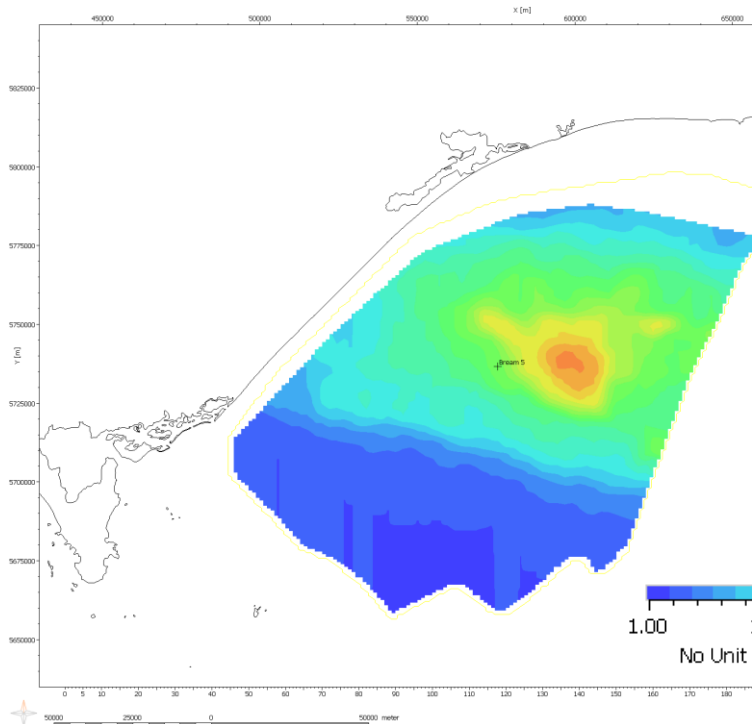 X [m]
450000 500000 550000 600000 650000
5825000
5800000
5775000
5750000
Y [m]
5725000
5700000
5675000
5650000
Bream 5
1.00
No Unit
0 5 10 20 30 40 50 60 70 80 90 100 110 120 130 140 150 160 170 180
50000 25000 0 50000 meter